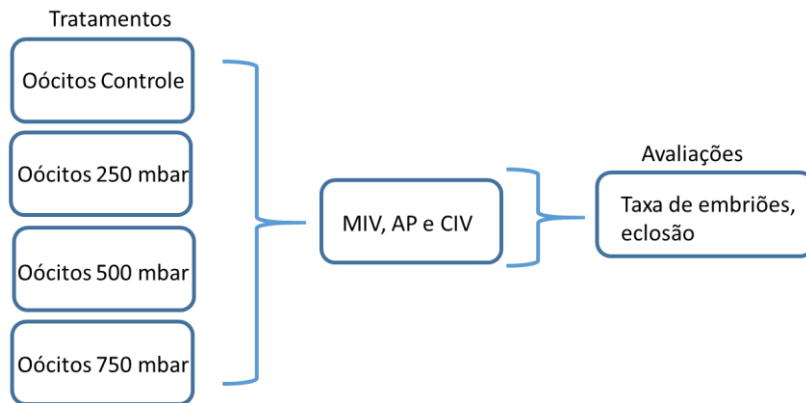 Tratamentos
Oócitos Controle
Oócitos 250 mbar
Oócitos 500 mbar
Oócitos 750 mbar
MIV, AP e CIV
Avaliações
Taxa de embriões,
eclosão